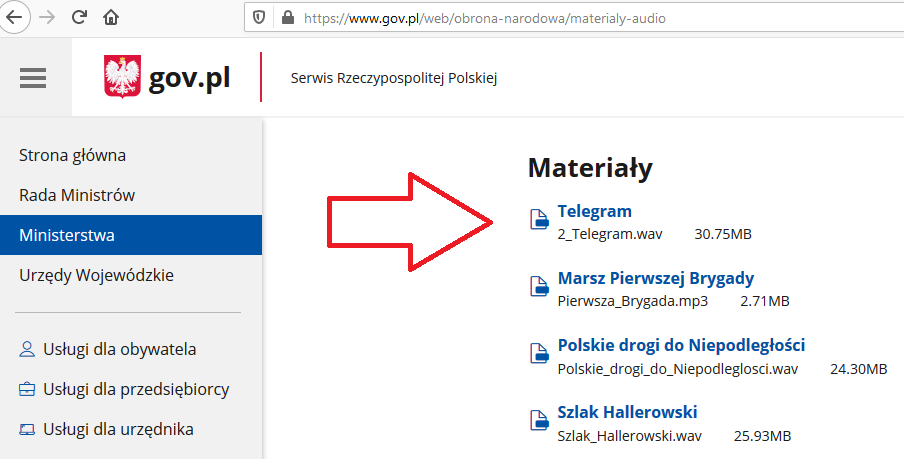 https://www.gov.pl/web/obrona-narodowa/materialy-audio
gov.pl
Serwis Rzeczypospolitej Polskiej
Strona główna
Rada Ministrów
Ministerstwa
Urzędy Wojewódzkie
Usługi dla obywatela
Usługi dla przedsiębiorcy
Usługi dla urzędnika
Materiały
Telegram
2_Telegram.wav 30.75MB
Marsz Pierwszej Brygady
Pierwsza_Brygada.mp3 2.71MB
Polskie drogi do Niepodległości
Polskie_drogi_do_Niepodleglosci.wav 24.30MB
Szlak Hallerowski
Szlak_Hallerowski.wav 25.93MB